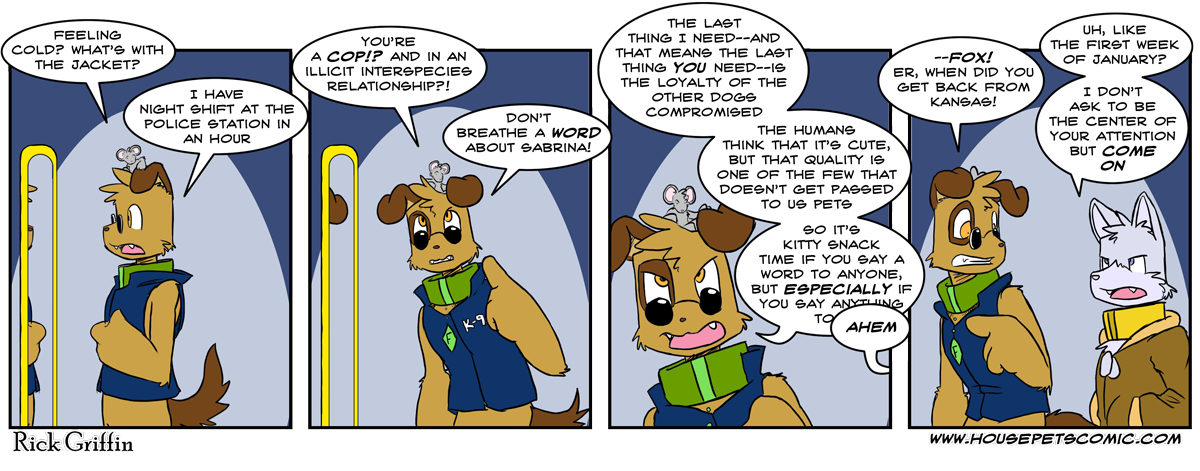 FEELING
COLD? WHAT'S WITH
THE JACKET?
I HAVE
NIGHT SHIFT AT THE
POLICE STATION IN
AN HOUR
YOU'RE
A COP!? AND IN AN
ILLICIT INTERSPECIES
RELATIONSHIP?!
DON'T
BREATHE A WORD
ABOUT SABRINA!
K-9
F
THE LAST
THING I NEED--AND
THAT MEANS THE LAST
THING YOU NEED--IS
THE LOYALTY OF THE
OTHER DOGS
COMPROMISED
THE HUMANS
THINK THAT IT'S CUTE,
BUT THAT QUALITY IS
ONE OF THE FEW THAT
DOESN'T GET PASSED
TO US PETS
SO IT'S
KITTY SNACK
TIME IF YOU SAY A
WORD TO ANYONE,
BUT ESPECIALLY IF
YOU SAY ANYTHING
TO
AHEM
--FOX!
ER, WHEN DID YOU
GET BACK FROM
KANSAS!
UH, LIKE
THE FIRST WEEK
OF JANUARY?
I DON'T
ASK TO BE
THE CENTER OF
YOUR ATTENTION
BUT COME
ON
F
Rick Griffin
WWW.HOUSEPETSCOMIC.COM